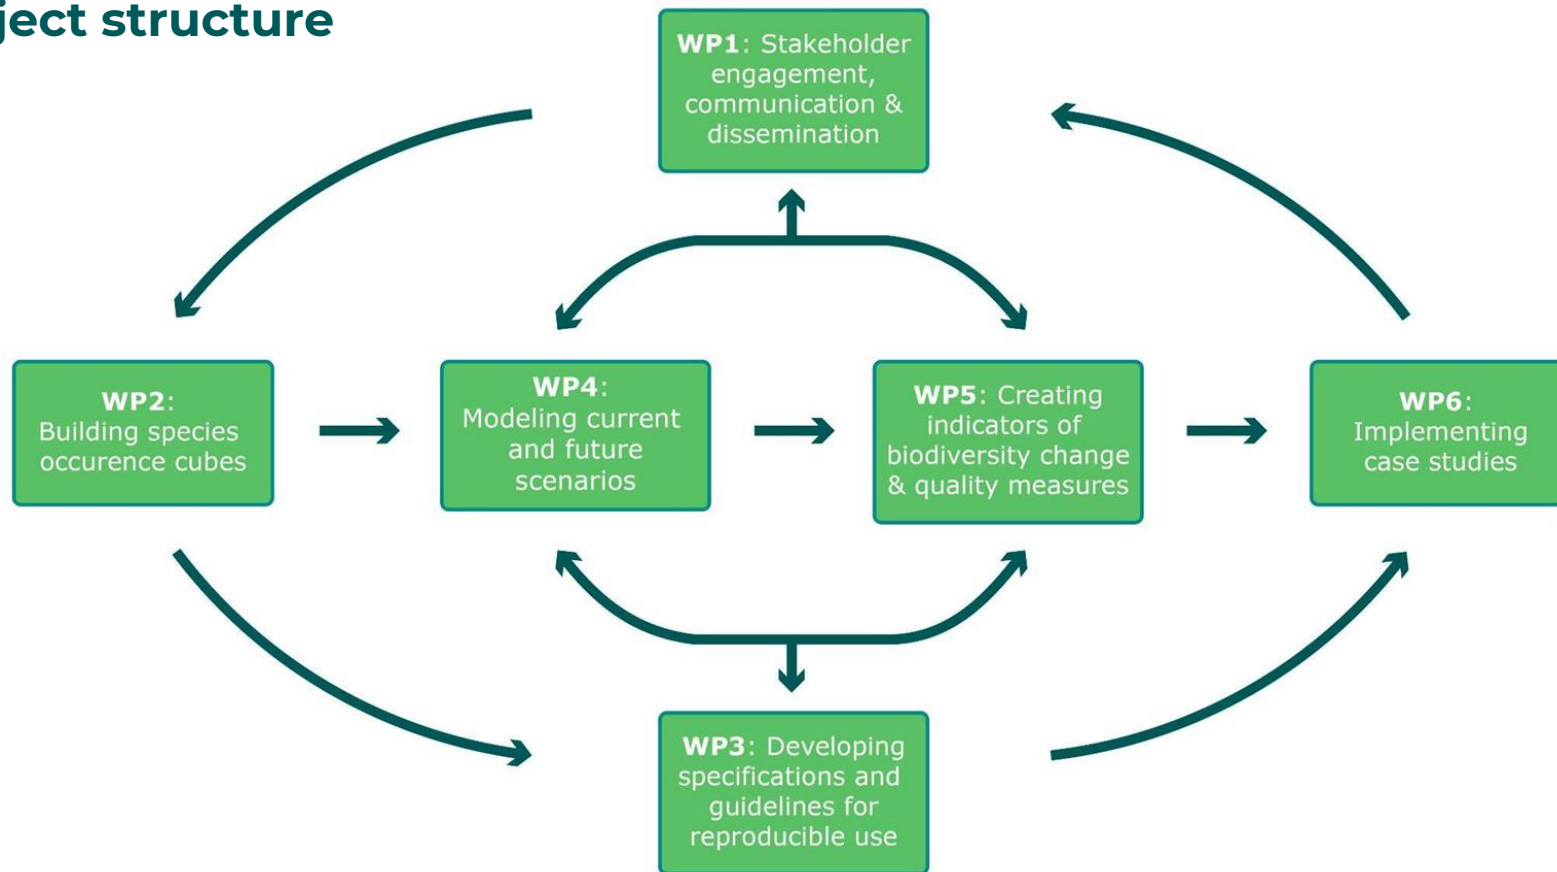 ject structure
WP1: Stakeholder
engagement,
communication &
dissemination
WP2:
Building species
occurence cubes
WP4:
Modeling current
and future
scenarios
WP5: Creating
indicators of
biodiversity change
& quality measures
WP6:
Implementing
case studies
WP3: Developing
specifications and
guidelines for
reproducible use